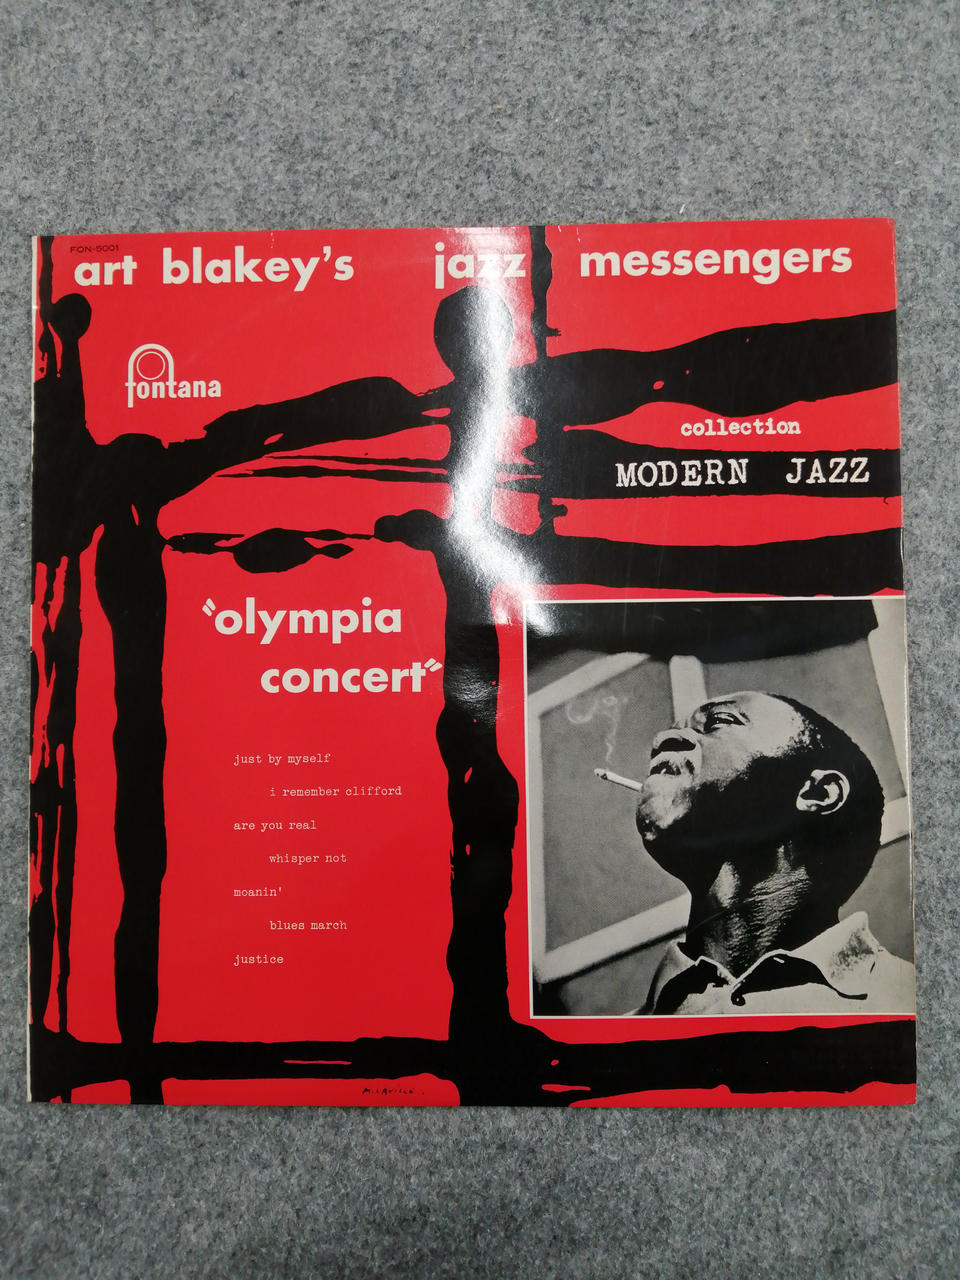 FON-5001
art blakey's jazz messengers
fontana
collection
MODERN JAZZ
"olympia
concert"
just by myself
i remember clifford
are you real
whisper not
moanin'
blues march
justice